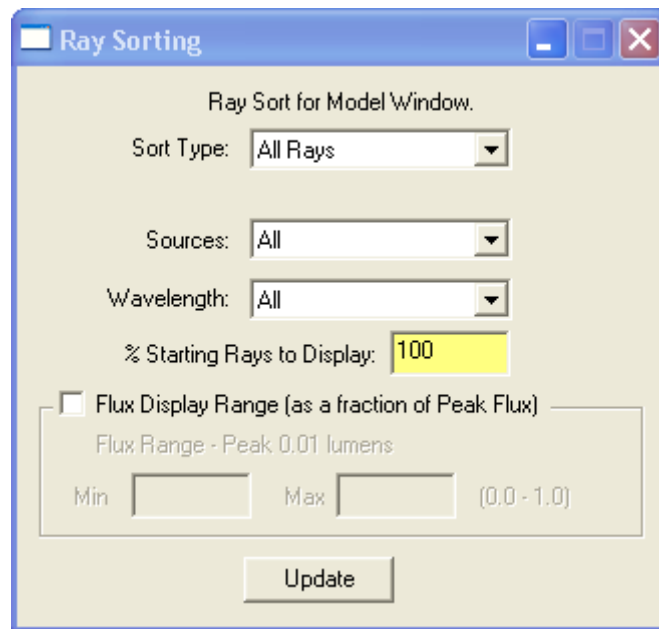 Ray Sorting
Ray Sort for Model Window.
Sort Type: All Rays
Sources: All
Wavelength: All
% Starting Rays to Display: 100
Flux Display Range (as a fraction of Peak Flux)
Flux Range - Peak 0.01 lumens
Min Max (0.0 - 1.0)
Update